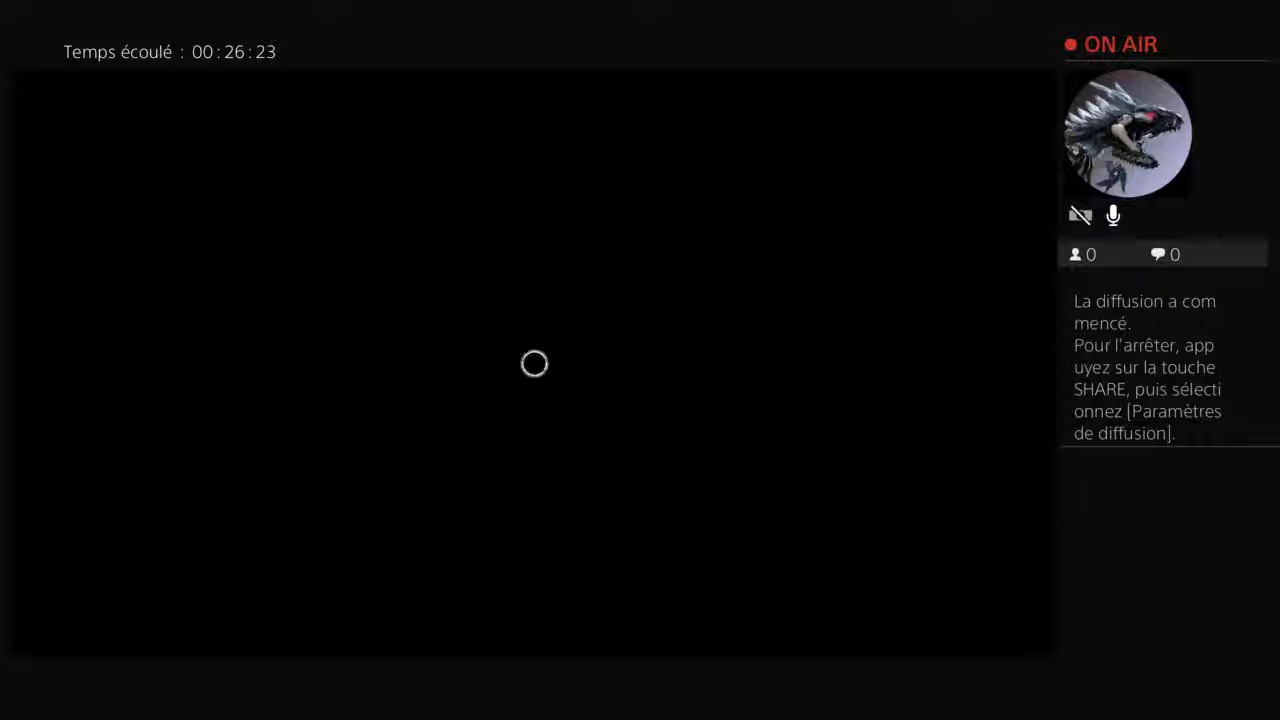 Temps écoulé : 00:26:23
ON AIR
0 0
La diffusion a com
mencé.
Pour l'arrêter, app
uyez sur la touche
SHARE, puis sélecti
onnez [Paramètres
de diffusion].